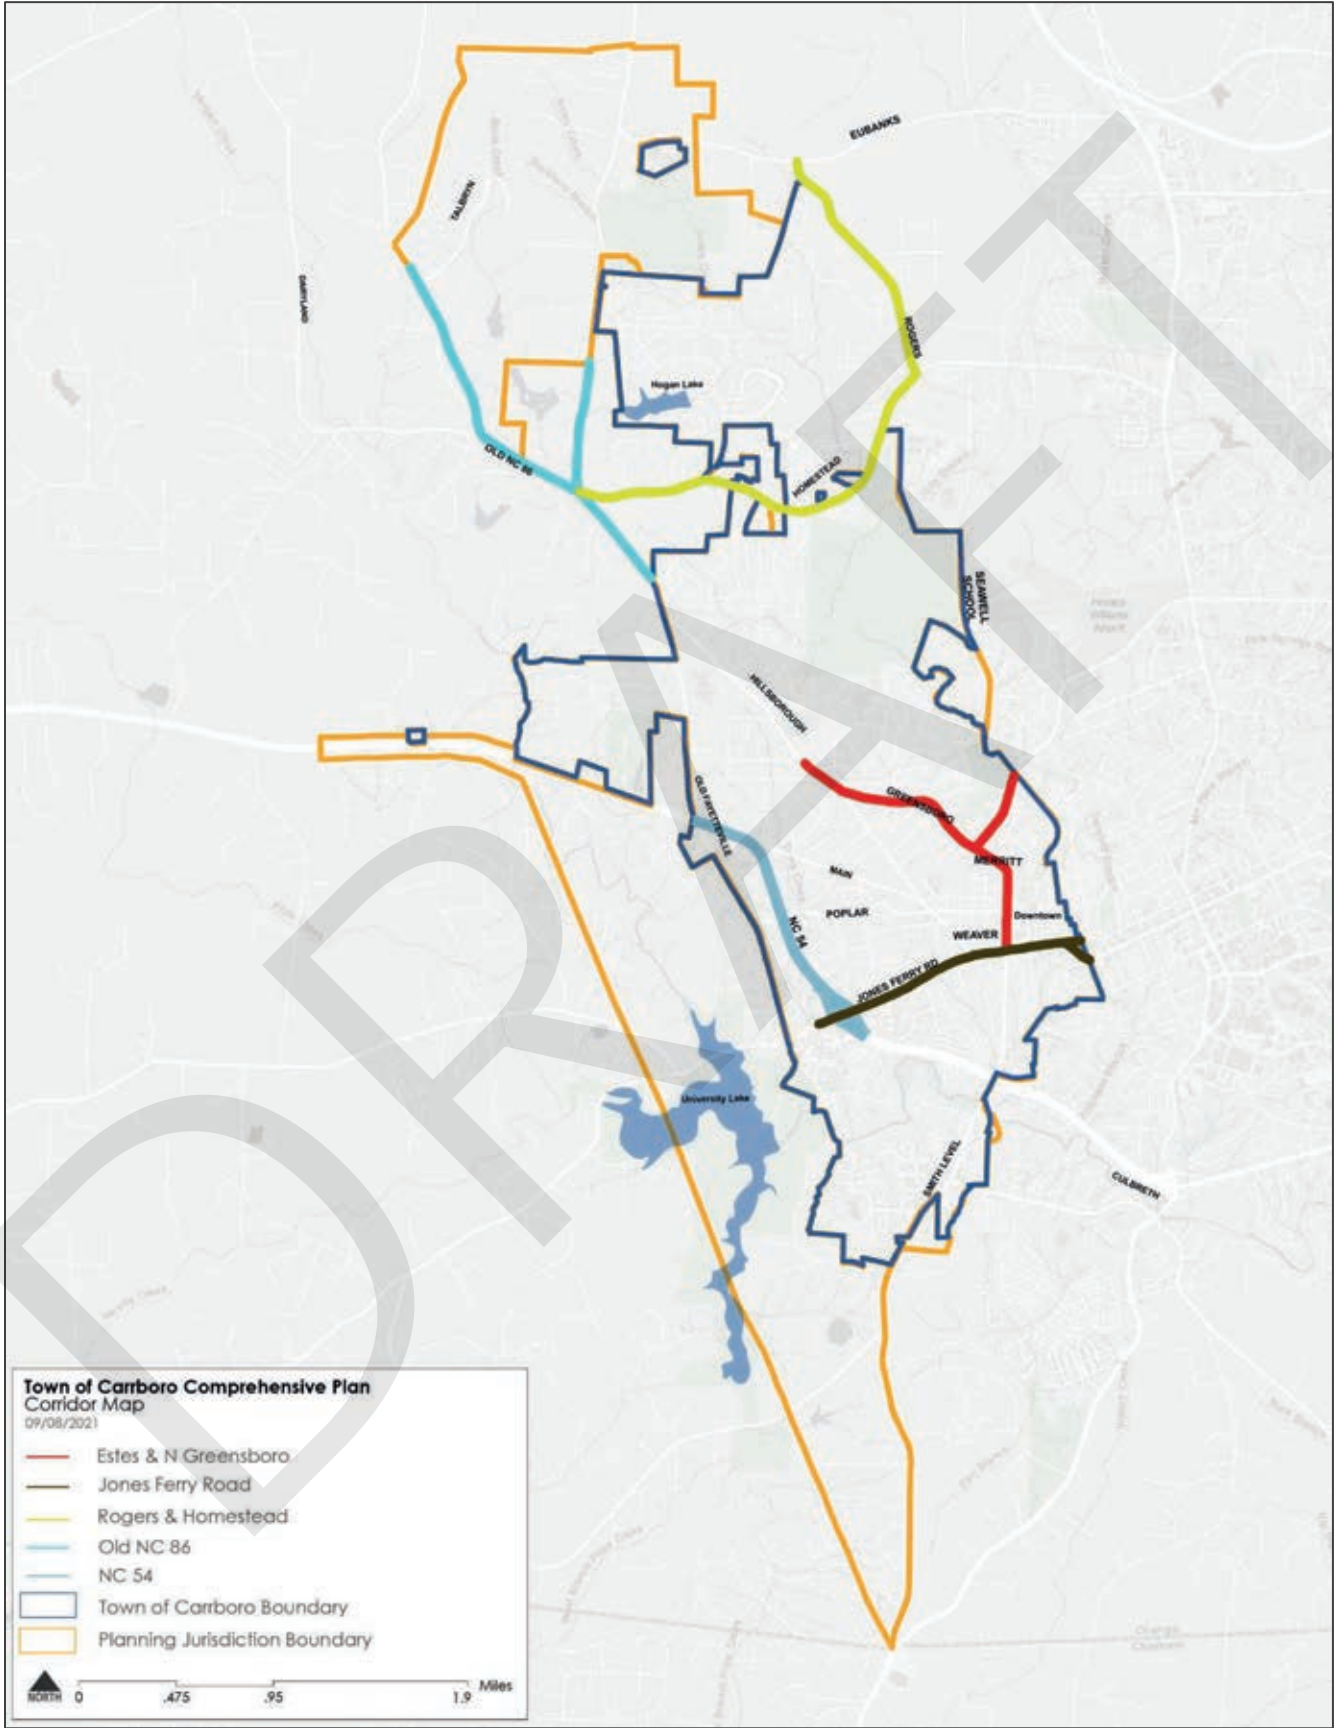 EUBANKS
TALBRYN
DAIRYLAND
ROGERS
Hogan Lake
OLD NC 86
HOMESTEAD
SEAWELL
SCHOOL
HILLSBOROUGH
OLD FAYETTEVILLE
GREENSBORO
MERRITT
MAIN
POPLAR
Downtown
WEAVER
NC 54
JONES FERRY RD
University Lake
SMITH LEVEL
CULBRETH
DRAFT
Town of Carrboro Comprehensive Plan
Corridor Map
09/08/2021
Estes & N Greensboro
Jones Ferry Road
Rogers & Homestead
Old NC 86
NC 54
Town of Carrboro Boundary
Planning Jurisdiction Boundary
NORTH 0 .475 .95 1.9 Miles